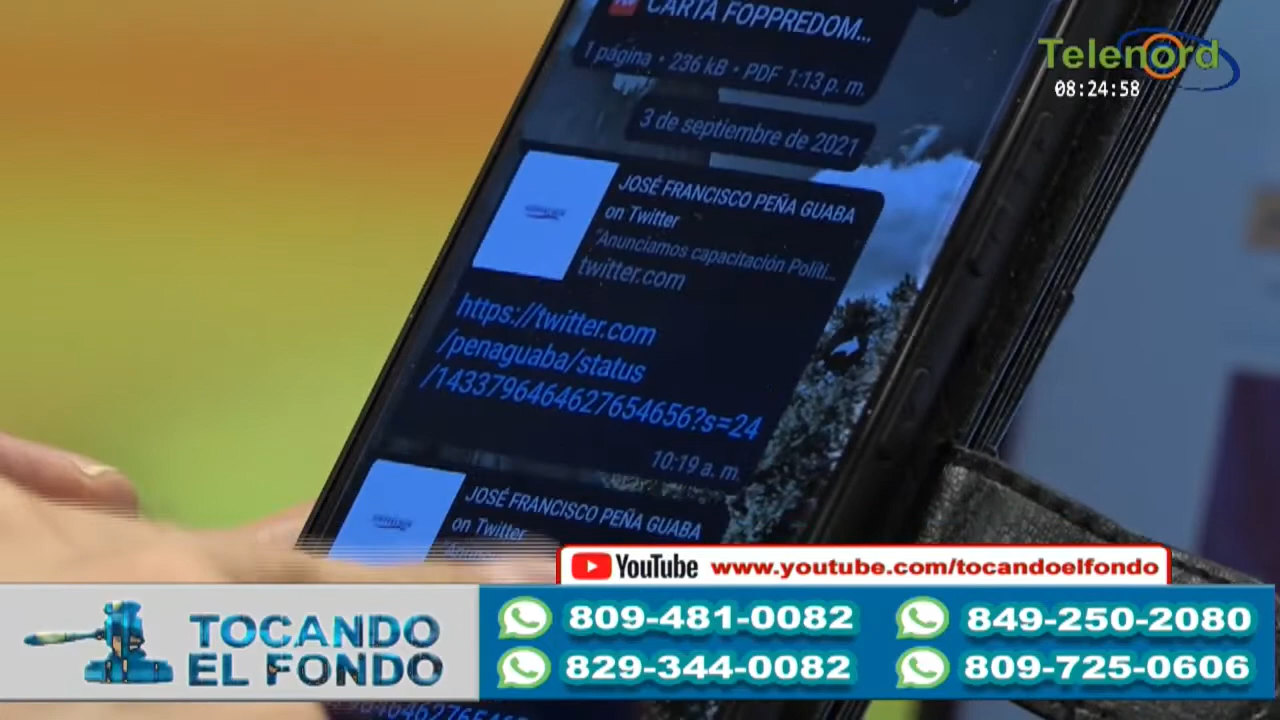 CARTA FOPPREDOM...
1 página • 236 kB • PDF 1:13 p. m.
Telenord
08:24:58
3 de septiembre de 2021
JOSÉ FRANCISCO PEÑA GUABA
on Twitter
"Anunciamos capacitación Políti...
twitter.com
https://twitter.com
/penaguaba/status
/1433796464627654656?s=24
10:19 a. m.
JOSÉ FRANCISCO PEÑA GUABA
on Twitter
YouTube www.youtube.com/tocandoelfondo
TOCANDO
EL FONDO
809-481-0082
849-250-2080
829-344-0082
809-725-0606